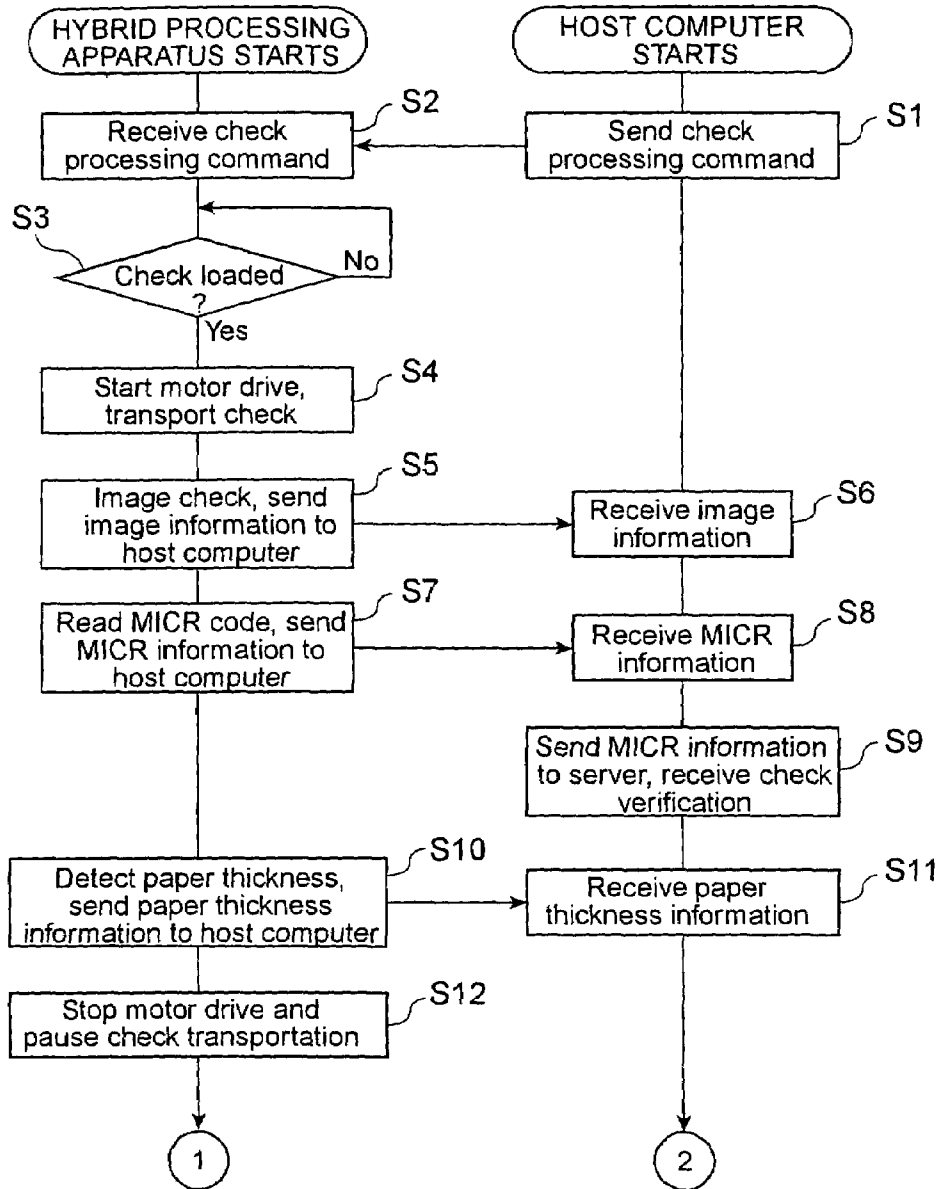 HYBRID PROCESSING
APPARATUS STARTS
HOST COMPUTER
STARTS
S2
Receive check
processing command
S1
Send check
processing command
S3
Check loaded
?
No
Yes
S4
Start motor drive,
transport check
S5
Image check, send
image information to
host computer
S6
Receive image
information
S7
Read MICR code, send
MICR information to
host computer
S8
Receive MICR
information
S9
Send MICR information
to server, receive check
verification
S10
Detect paper thickness,
send paper thickness
information to host computer
S11
Receive paper
thickness information
S12
Stop motor drive and
pause check transportation
1
2